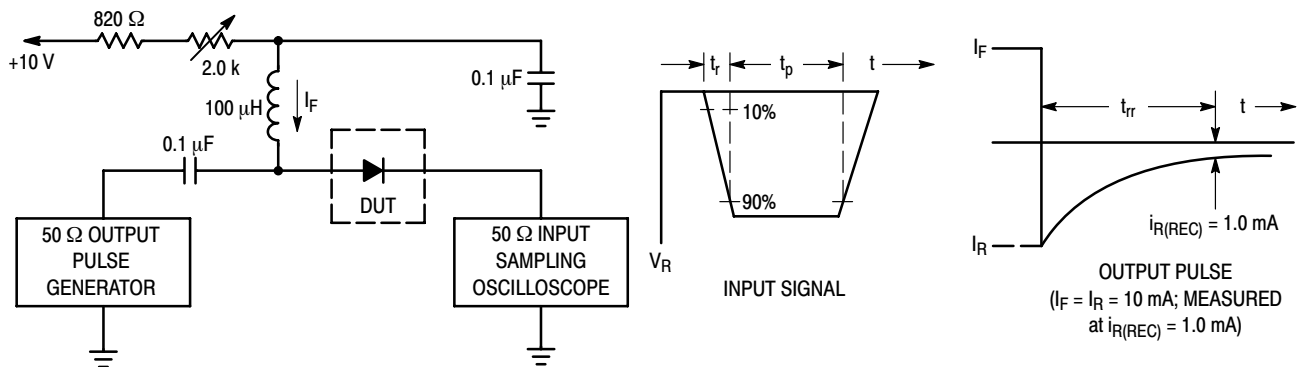 820 Ω
+10 V
2.0 k
100 μH
I_F
0.1 μF
0.1 μF
DUT
50 Ω OUTPUT
PULSE
GENERATOR
50 Ω INPUT
SAMPLING
OSCILLOSCOPE
t_r
t_p
t
10%
90%
V_R
INPUT SIGNAL
I_F
t_rr
t
I_R
i_R(REC) = 1.0 mA
OUTPUT PULSE
(I_F = I_R = 10 mA; MEASURED
at i_R(REC) = 1.0 mA)